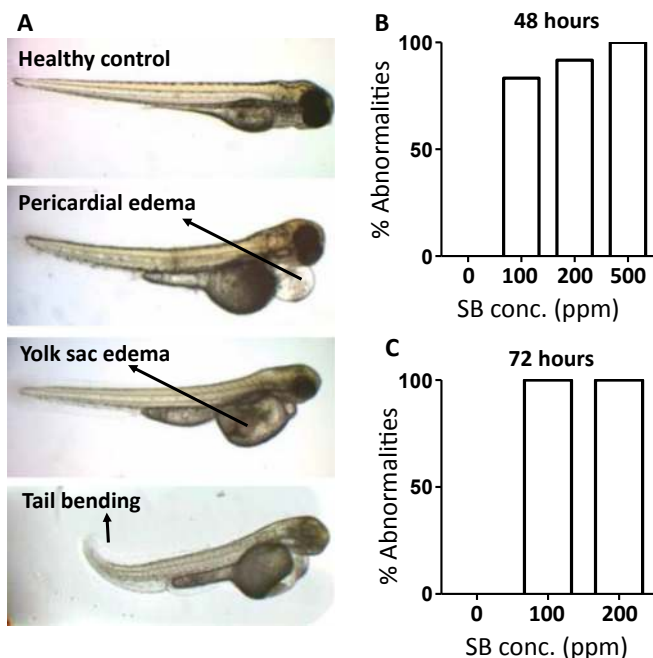 A
Healthy control
Pericardial edema
Yolk sac edema
Tail bending
B
48 hours
% Abnormalities
100
50
0
0 100 200 500
SB conc. (ppm)
C
72 hours
% Abnormalities
100
50
0
0 100 200
SB conc. (ppm)